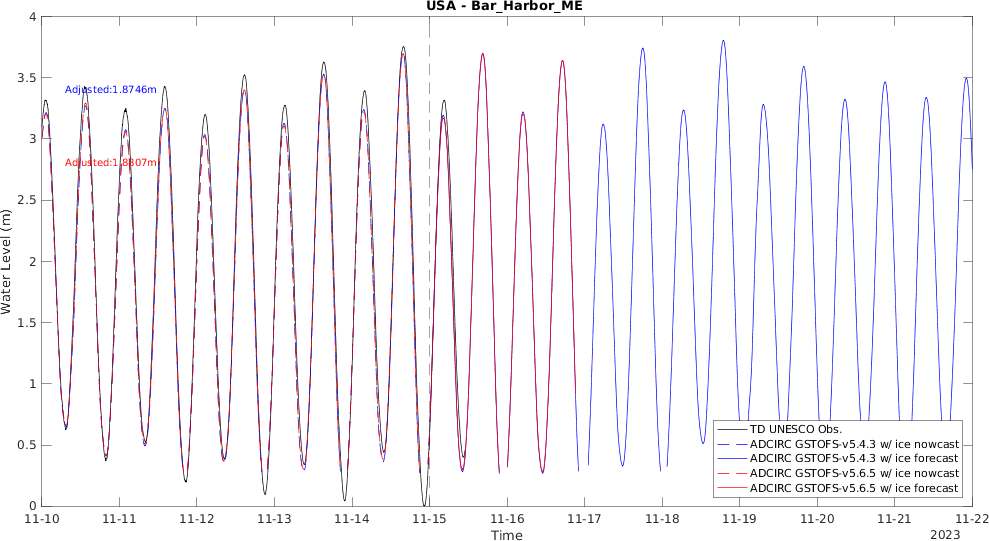 USA - Bar_Harbor_ME
4
3.5
3
2.5
2
1.5
1
0.5
0
Water Level (m)
Adjusted:1.8746m
Adjusted:1.8807m
TD UNESCO Obs.
ADCIRC GSTOFS-v5.4.3 w/ ice nowcast
ADCIRC GSTOFS-v5.4.3 w/ ice forecast
ADCIRC GSTOFS-v5.6.5 w/ ice nowcast
ADCIRC GSTOFS-v5.6.5 w/ ice forecast
11-10 11-11 11-12 11-13 11-14 11-15 11-16 11-17 11-18 11-19 11-20 11-21 11-22
Time
2023